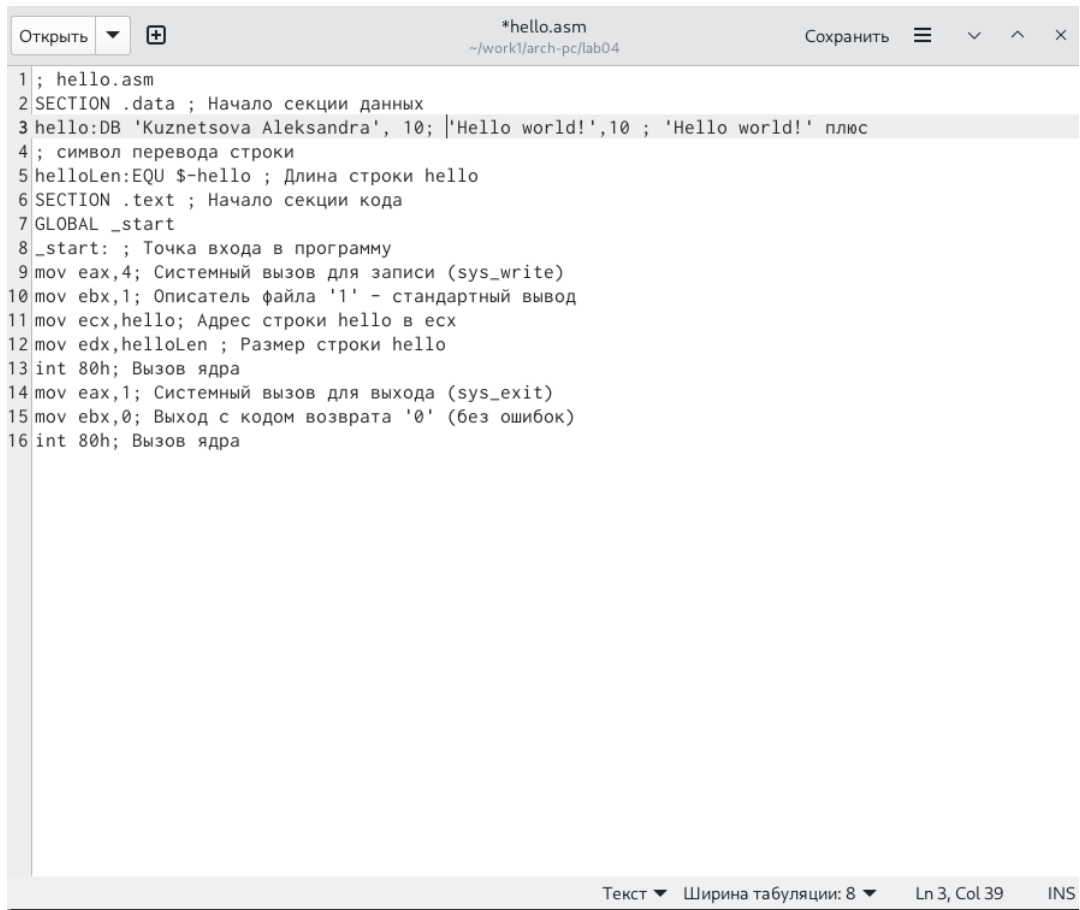 Открыть
*hello.asm
~/work1/arch-pc/lab04
Сохранить
1 ; hello.asm
2 SECTION .data ; Начало секции данных
3 hello:DB 'Kuznetsova Aleksandra', 10; 'Hello world!',10 ; 'Hello world!' плюс
4 ; символ перевода строки
5 helloLen:EQU $-hello ; Длина строки hello
6 SECTION .text ; Начало секции кода
7 GLOBAL _start
8 _start: ; Точка входа в программу
9 mov eax,4; Системный вызов для записи (sys_write)
10 mov ebx,1; Описатель файла '1' - стандартный вывод
11 mov ecx,hello; Адрес строки hello в ecx
12 mov edx,helloLen ; Размер строки hello
13 int 80h; Вызов ядра
14 mov eax,1; Системный вызов для выхода (sys_exit)
15 mov ebx,0; Выход с кодом возврата '0' (без ошибок)
16 int 80h; Вызов ядра
Текст Ширина табуляции: 8 Ln 3, Col 39 INS